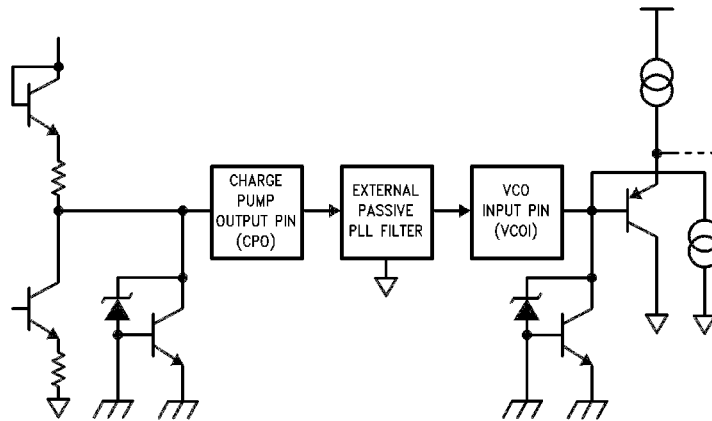 CHARGE
PUMP
OUTPUT PIN
(CPO)
EXTERNAL
PASSIVE
PLL FILTER
VCO
INPUT PIN
(VCOI)